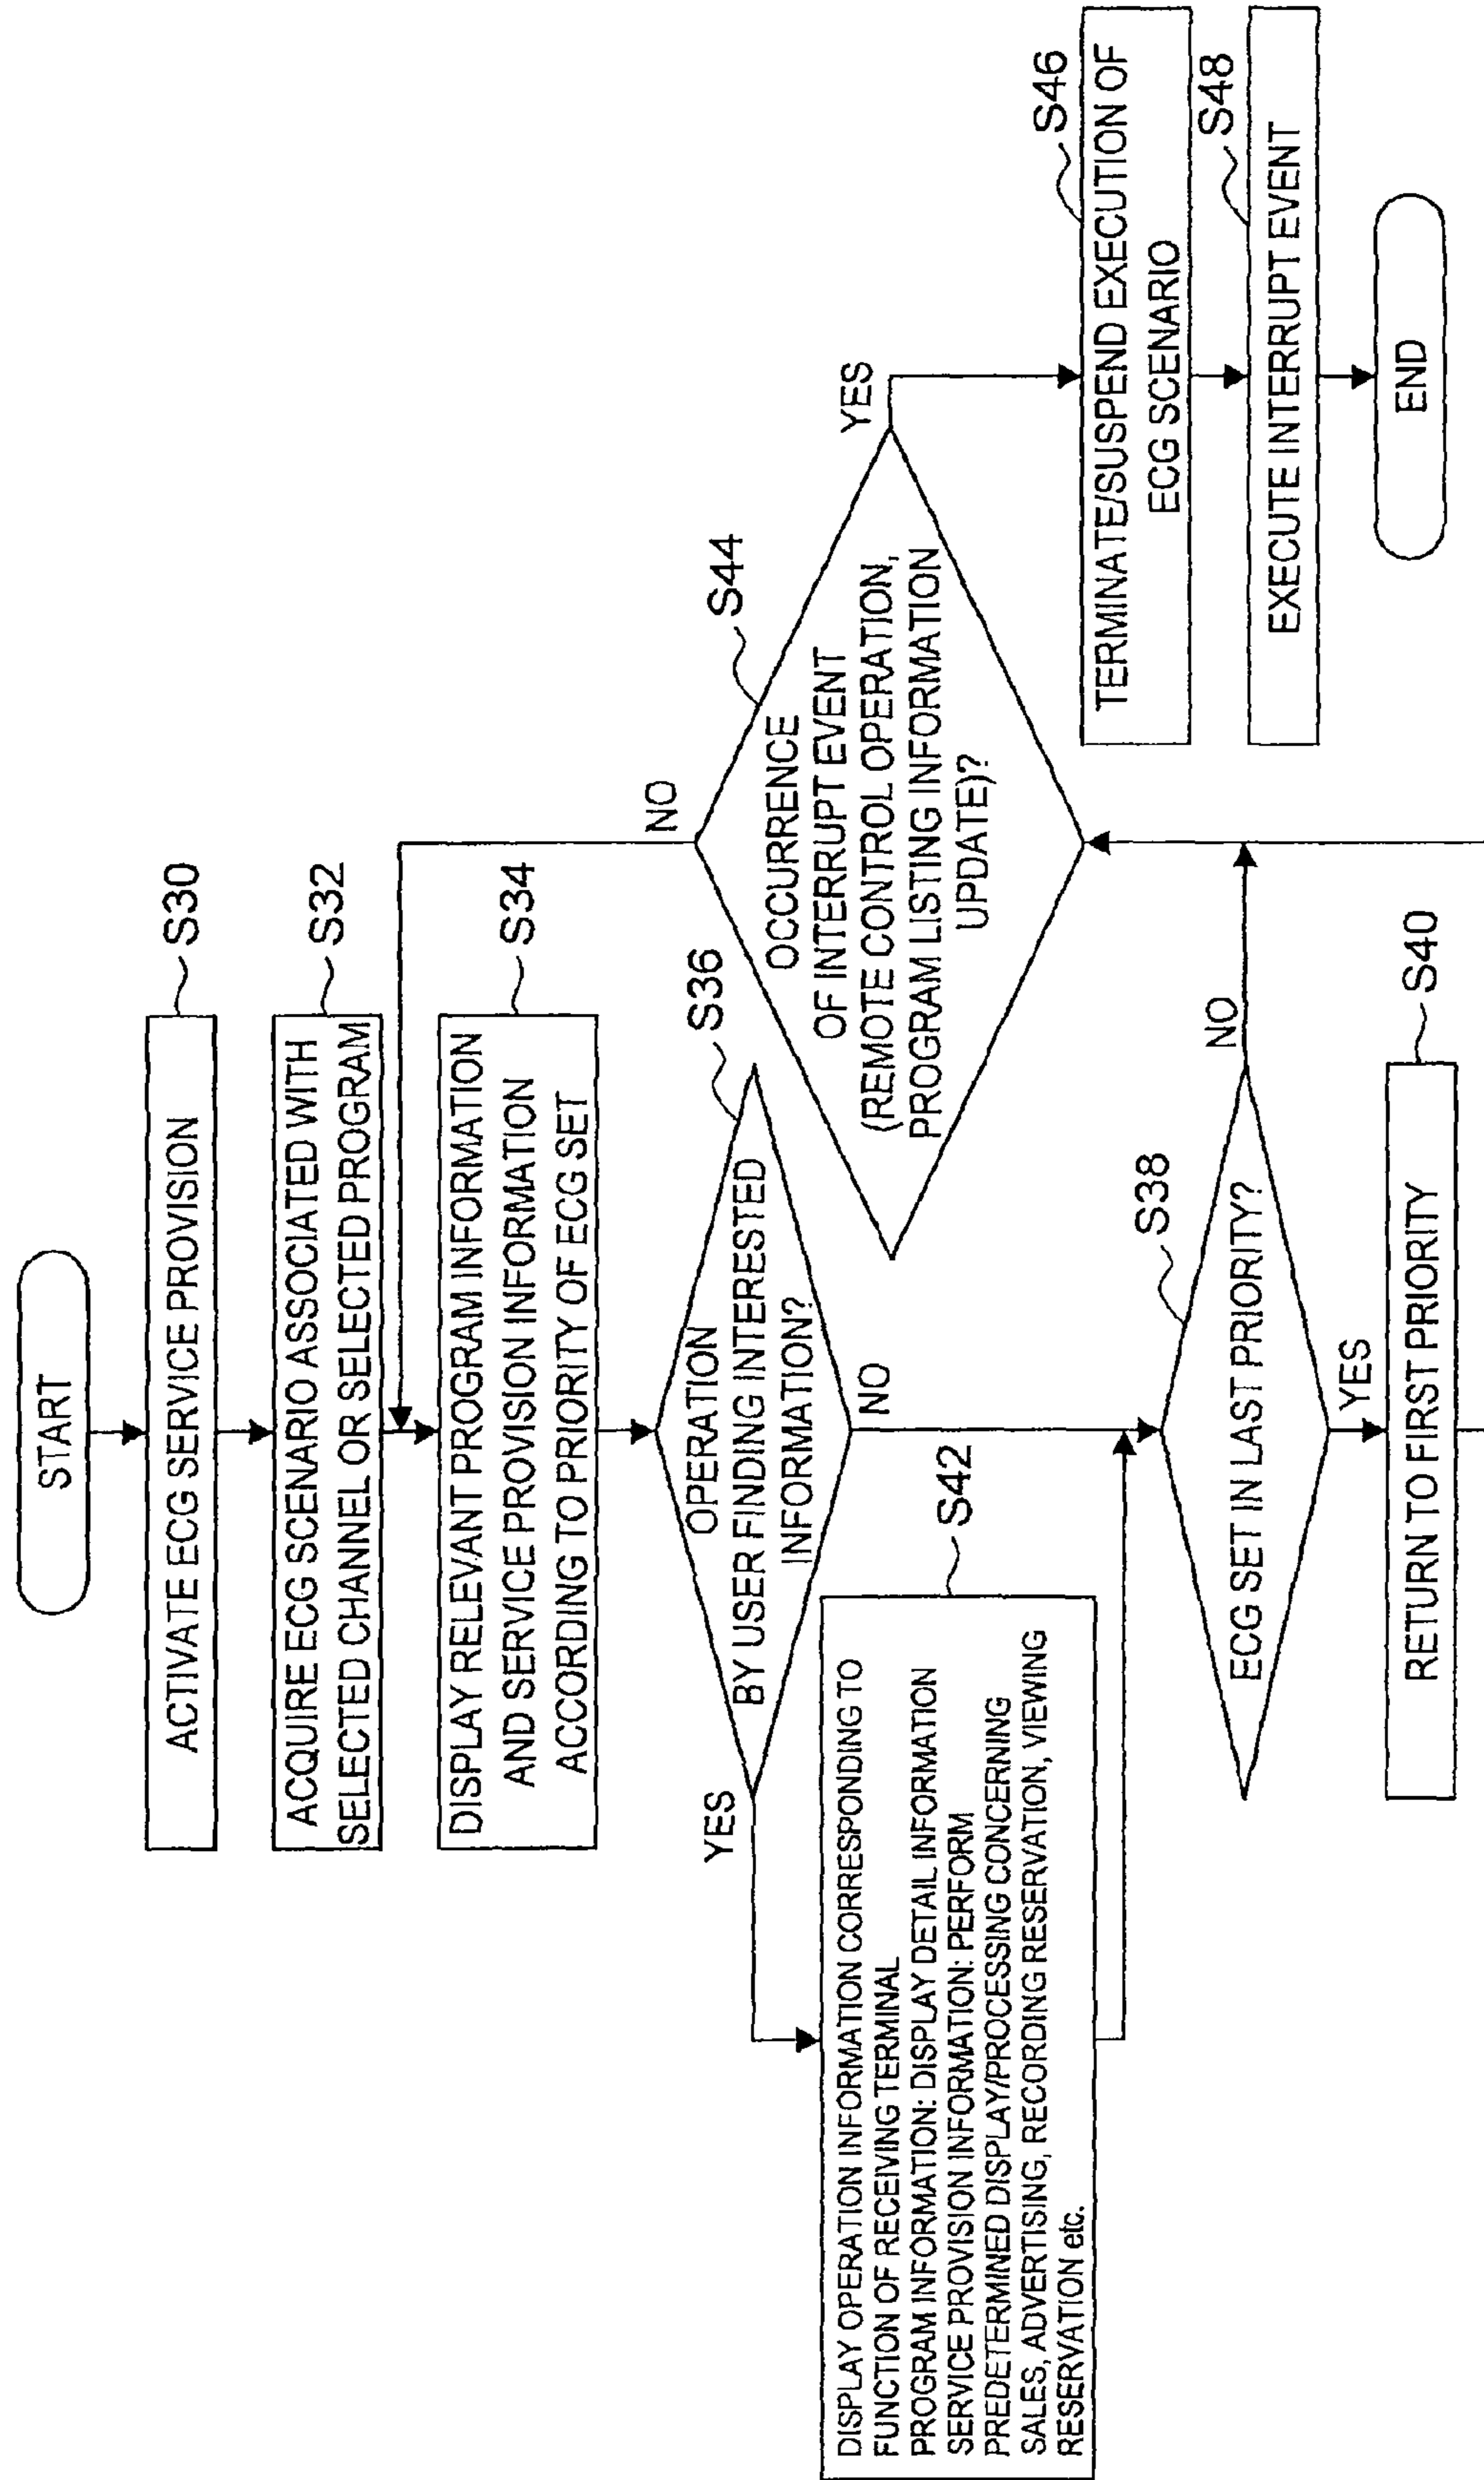 START
ACTIVATE ECG SERVICE PROVISION
S30
ACQUIRE ECG SCENARIO ASSOCIATED WITH
SELECTED CHANNEL OR SELECTED PROGRAM
S32
DISPLAY RELEVANT PROGRAM INFORMATION
AND SERVICE PROVISION INFORMATION
ACCORDING TO PRIORITY OF ECG SET
S34
OPERATION
BY USER FINDING INTERESTED
INFORMATION?
S36
YES
NO
DISPLAY OPERATION INFORMATION CORRESPONDING TO
FUNCTION OF RECEIVING TERMINAL
PROGRAM INFORMATION: DISPLAY DETAIL INFORMATION
SERVICE PROVISION INFORMATION: PERFORM
PREDETERMINED DISPLAY/PROCESSING CONCERNING
SALES, ADVERTISING, RECORDING RESERVATION, VIEWING
RESERVATION etc.
S42
ECG SET IN LAST PRIORITY?
S38
NO
YES
RETURN TO FIRST PRIORITY
S40
OCCURRENCE
OF INTERRUPT EVENT
(REMOTE CONTROL OPERATION,
PROGRAM LISTING INFORMATION
UPDATE)?
S44
NO
YES
TERMINATE/SUSPEND EXECUTION OF
ECG SCENARIO
S46
EXECUTE INTERRUPT EVENT
S48
END